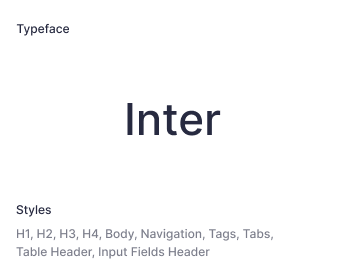 Typeface
Inter
Styles
H1, H2, H3, H4, Body, Navigation, Tags, Tabs,
Table Header, Input Fields Header